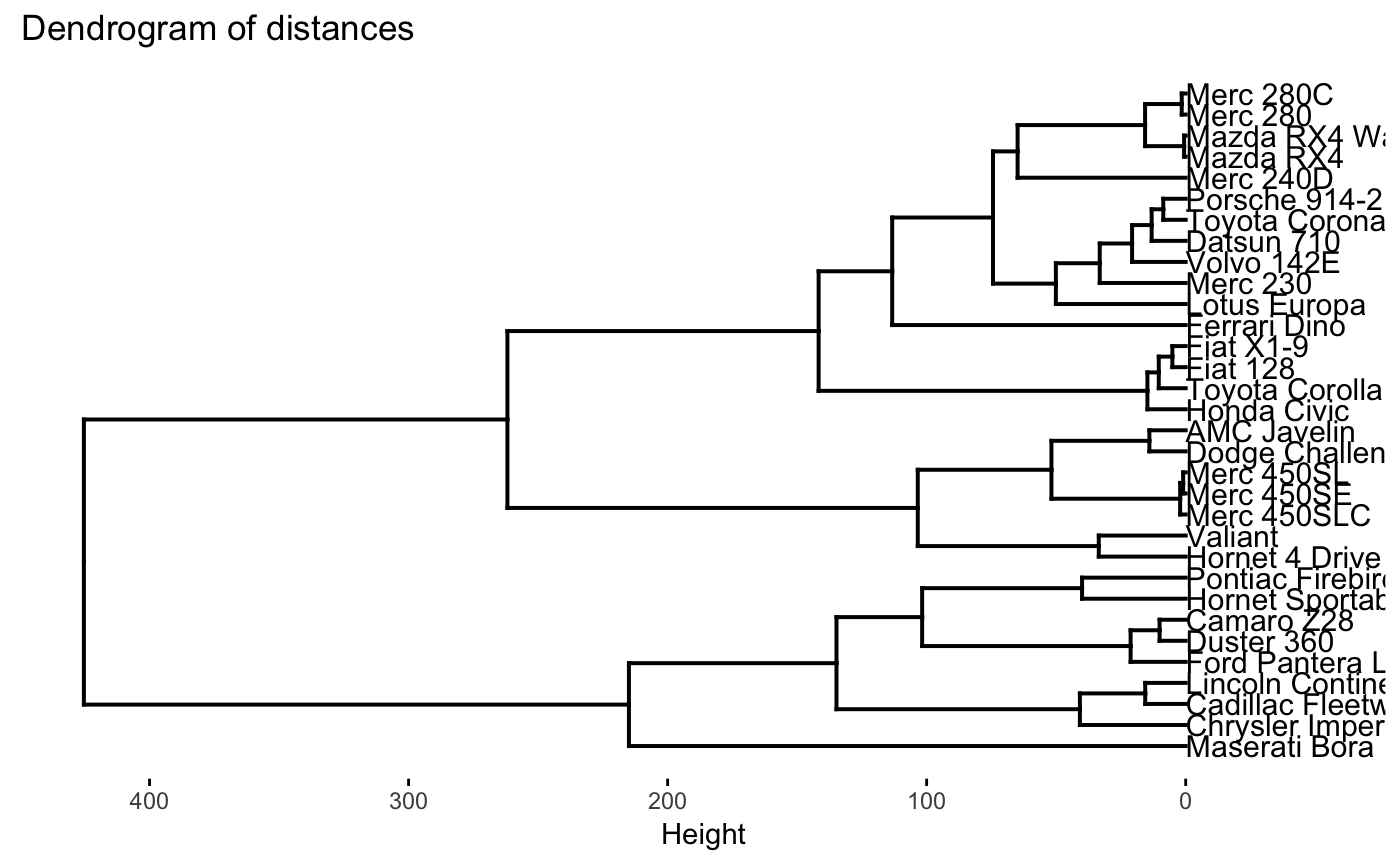 Dendrogram of distances
Merc 280C
Merc 280
Mazda RX4 Wa
Mazda RX4
Merc 240D
Porsche 914-2
Toyota Corona
Datsun 710
Volvo 142E
Merc 230
Lotus Europa
Ferrari Dino
Fiat X1-9
Fiat 128
Toyota Corolla
Honda Civic
AMC Javelin
Dodge Challen
Merc 450SL
Merc 450SE
Merc 450SLC
Valiant
Hornet 4 Drive
Pontiac Firebird
Hornet Sportab
Camaro Z28
Duster 360
Ford Pantera L
Lincoln Contine
Cadillac Fleetw
Chrysler Imper
Maserati Bora
400 300 200 100 0
Height